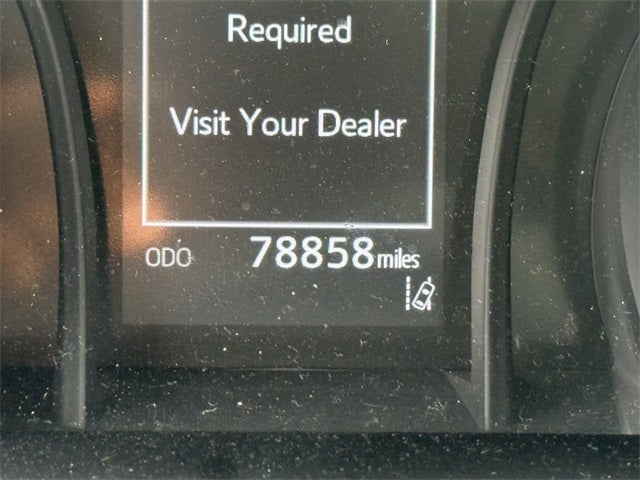 Required
Visit Your Dealer
ODO 78858 miles